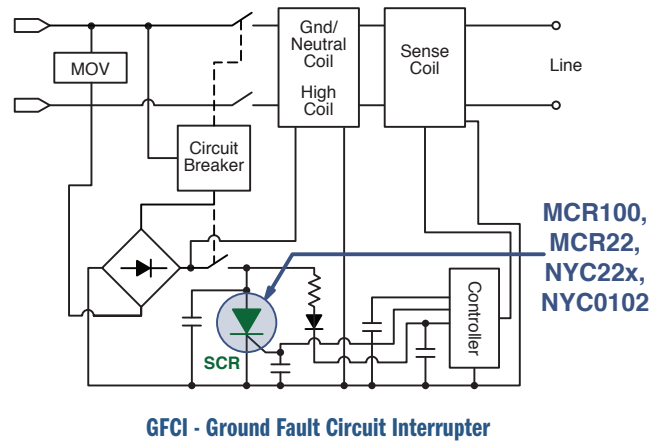 MOV
Gnd/
Neutral
Coil
High
Coil
Sense
Coil
Line
Circuit
Breaker
MCR100,
MCR22,
NYC22x,
NYC0102
SCR
Controller
GFCI - Ground Fault Circuit Interrupter